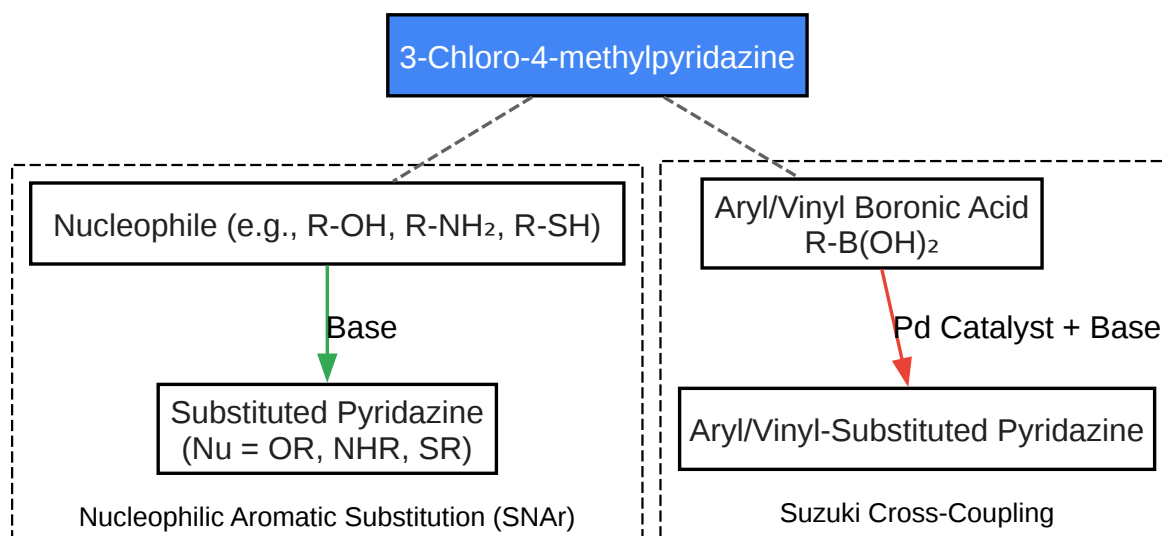 3-Chloro-4-methylpyridazine
Nucleophile (e.g., R-OH, R-NH₂, R-SH)
Base
Substituted Pyridazine
(Nu = OR, NHR, SR)
Nucleophilic Aromatic Substitution (SNAr)
Aryl/Vinyl Boronic Acid
R-B(OH)₂
Pd Catalyst + Base
Aryl/Vinyl-Substituted Pyridazine
Suzuki Cross-Coupling